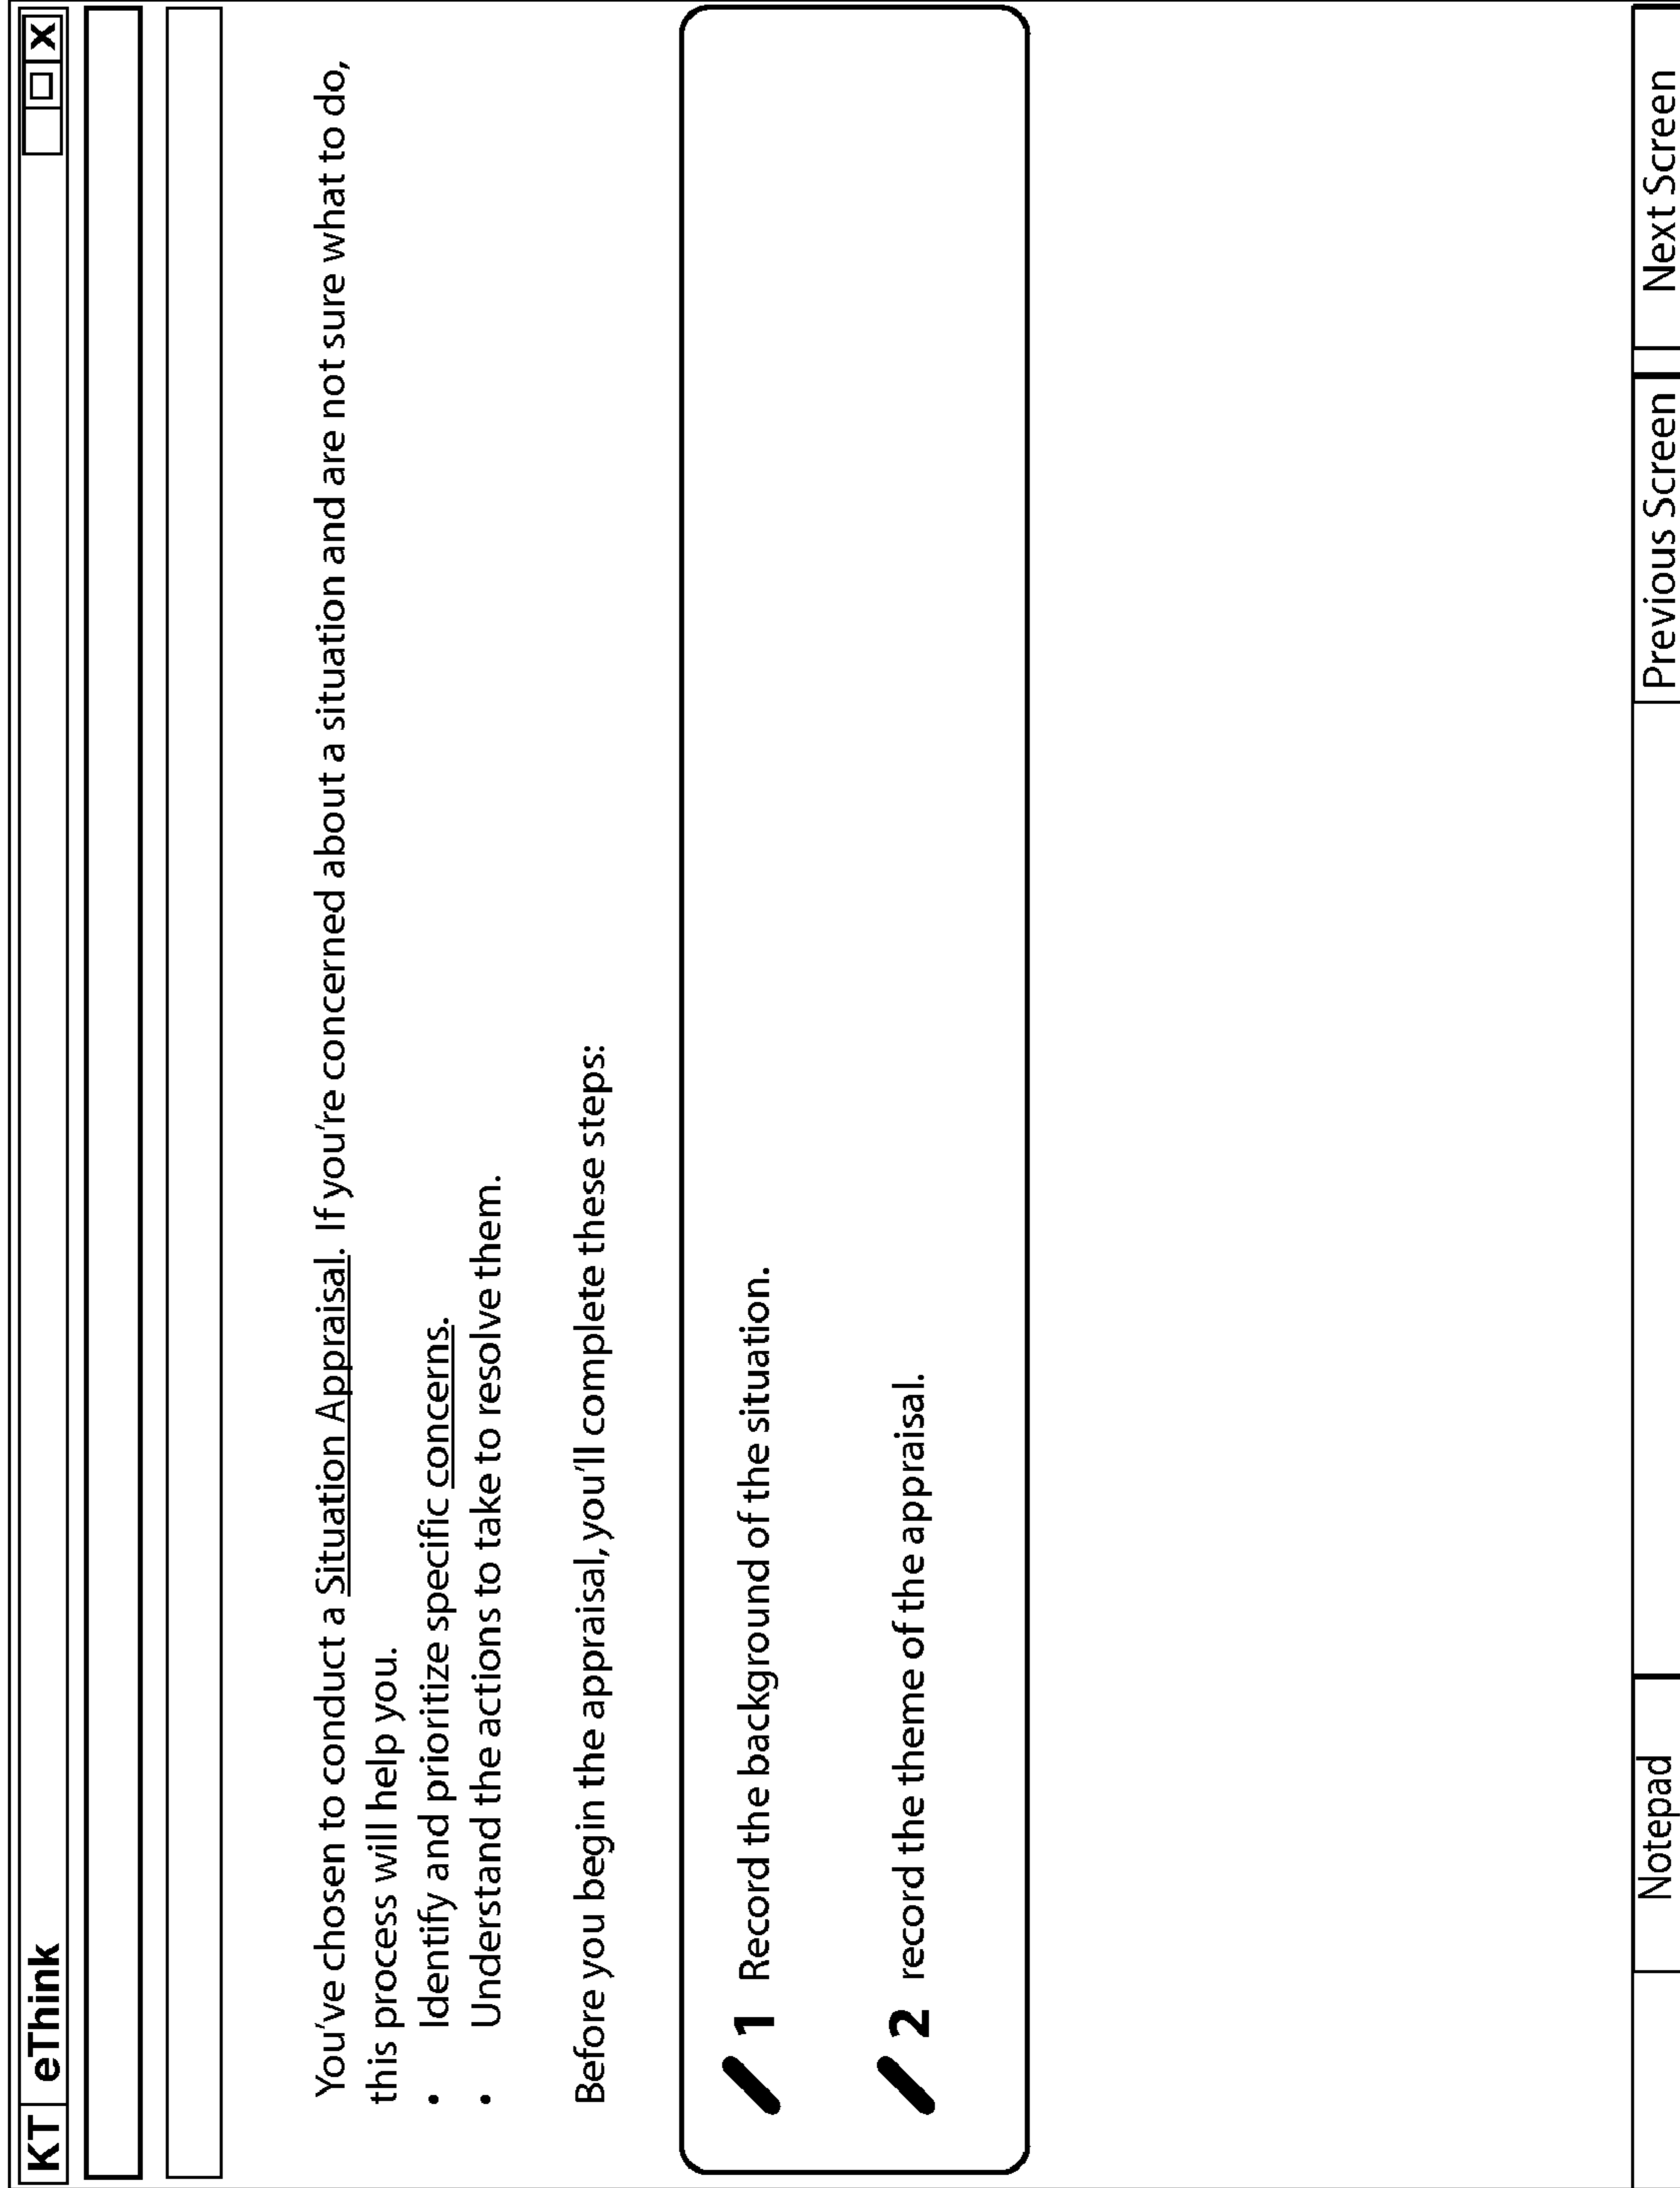 KT eThink X
You've chosen to conduct a Situation Appraisal. If you're concerned about a situation and are not sure what to do,
this process will help you.
• Identify and prioritize specific concerns.
• Understand the actions to take to resolve them.
Before you begin the appraisal, you'll complete these steps:
1 Record the background of the situation.
2 record the theme of the appraisal.
Notepad Previous Screen Next Screen